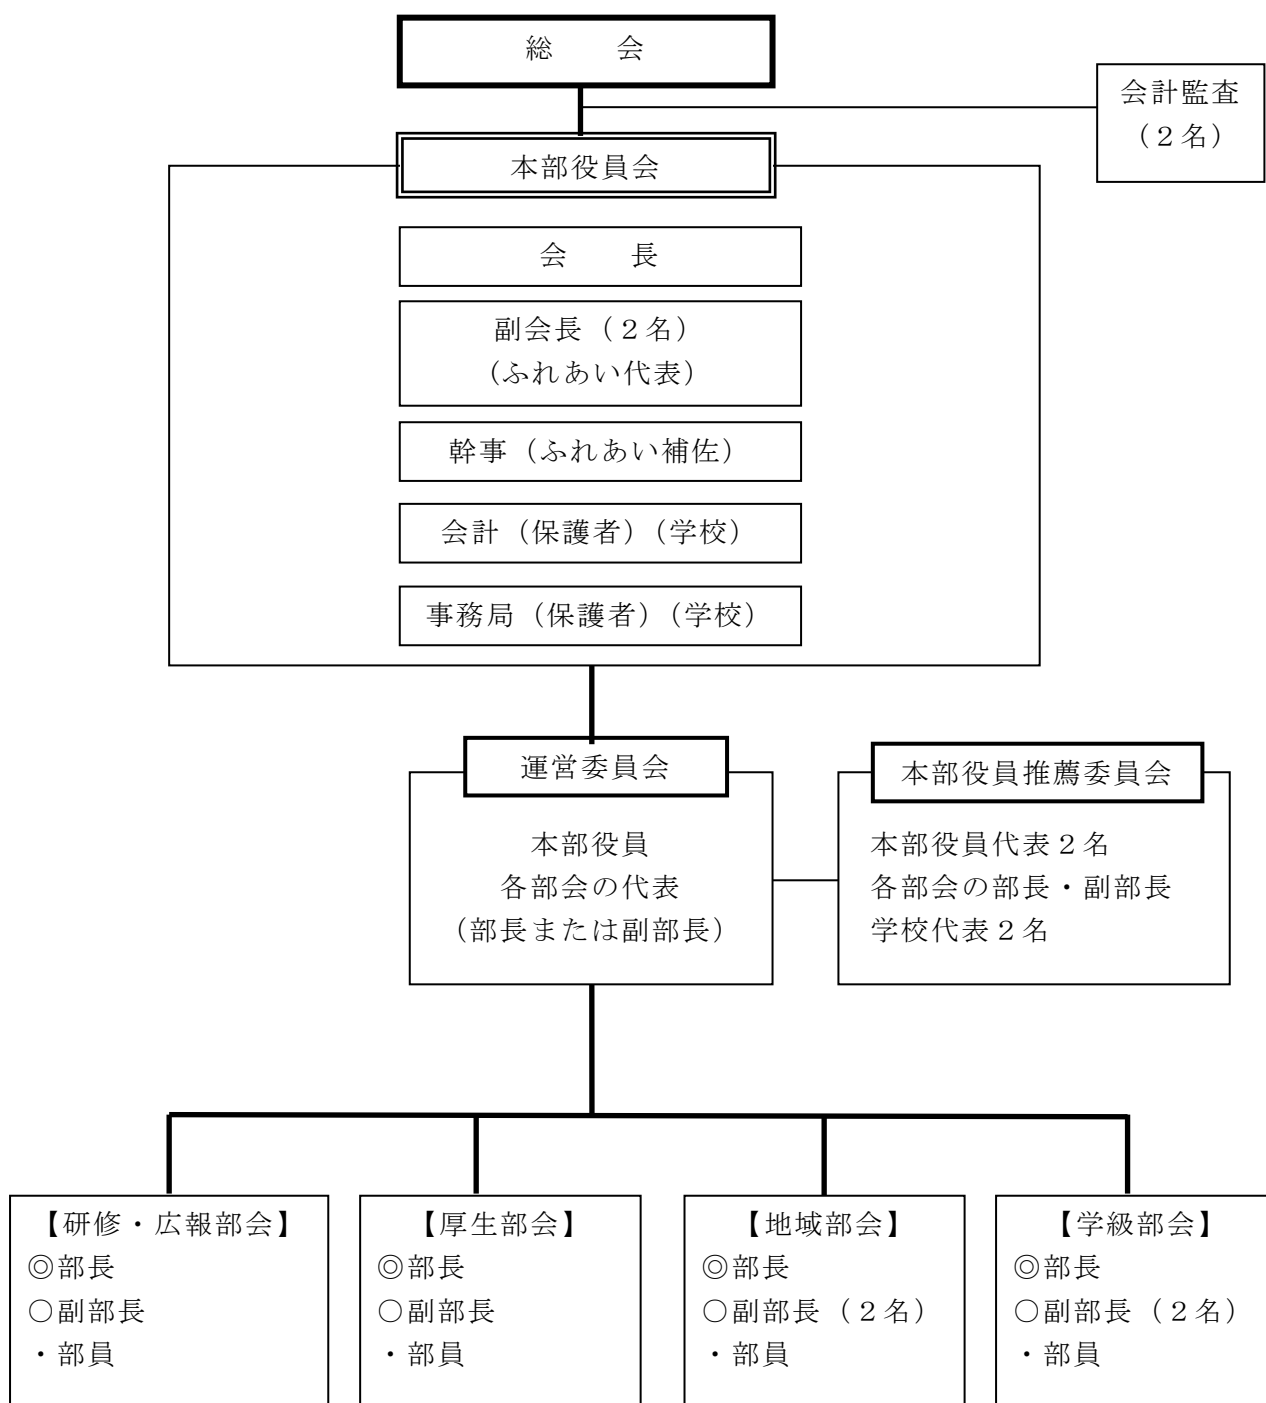 総　　会
会計監査
（２名）
本部役員会
会　　長
副会長（２名）
（ふれあい代表）
幹事（ふれあい補佐）
会計（保護者）（学校）
事務局（保護者）（学校）
運営委員会
本部役員
各部会の代表
（部長または副部長）
本部役員推薦委員会
本部役員代表２名
各部会の部長・副部長
学校代表２名
【研修・広報部会】
◎部長
○副部長
・部員
【厚生部会】
◎部長
○副部長
・部員
【地域部会】
◎部長
○副部長（２名）
・部員
【学級部会】
◎部長
○副部長（２名）
・部員